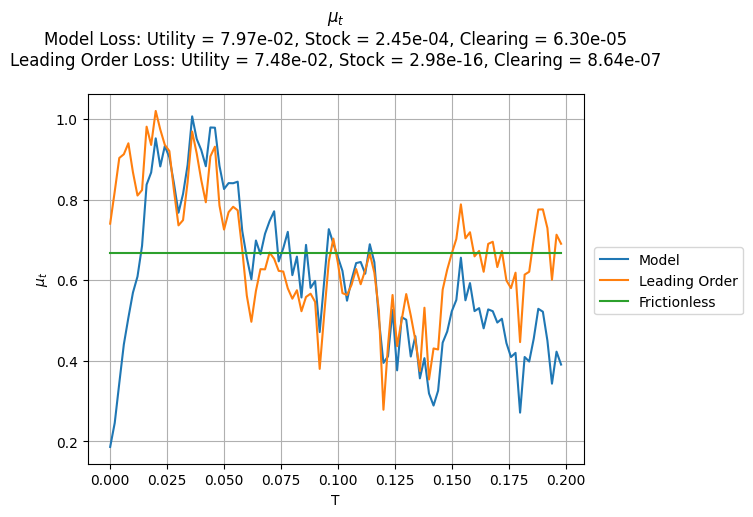 μt
Model Loss: Utility = 7.97e-02, Stock = 2.45e-04, Clearing = 6.30e-05
Leading Order Loss: Utility = 7.48e-02, Stock = 2.98e-16, Clearing = 8.64e-07
1.0
0.8
0.6
0.4
0.2
μt
0.000 0.025 0.050 0.075 0.100 0.125 0.150 0.175 0.200
T
Model
Leading Order
Frictionless